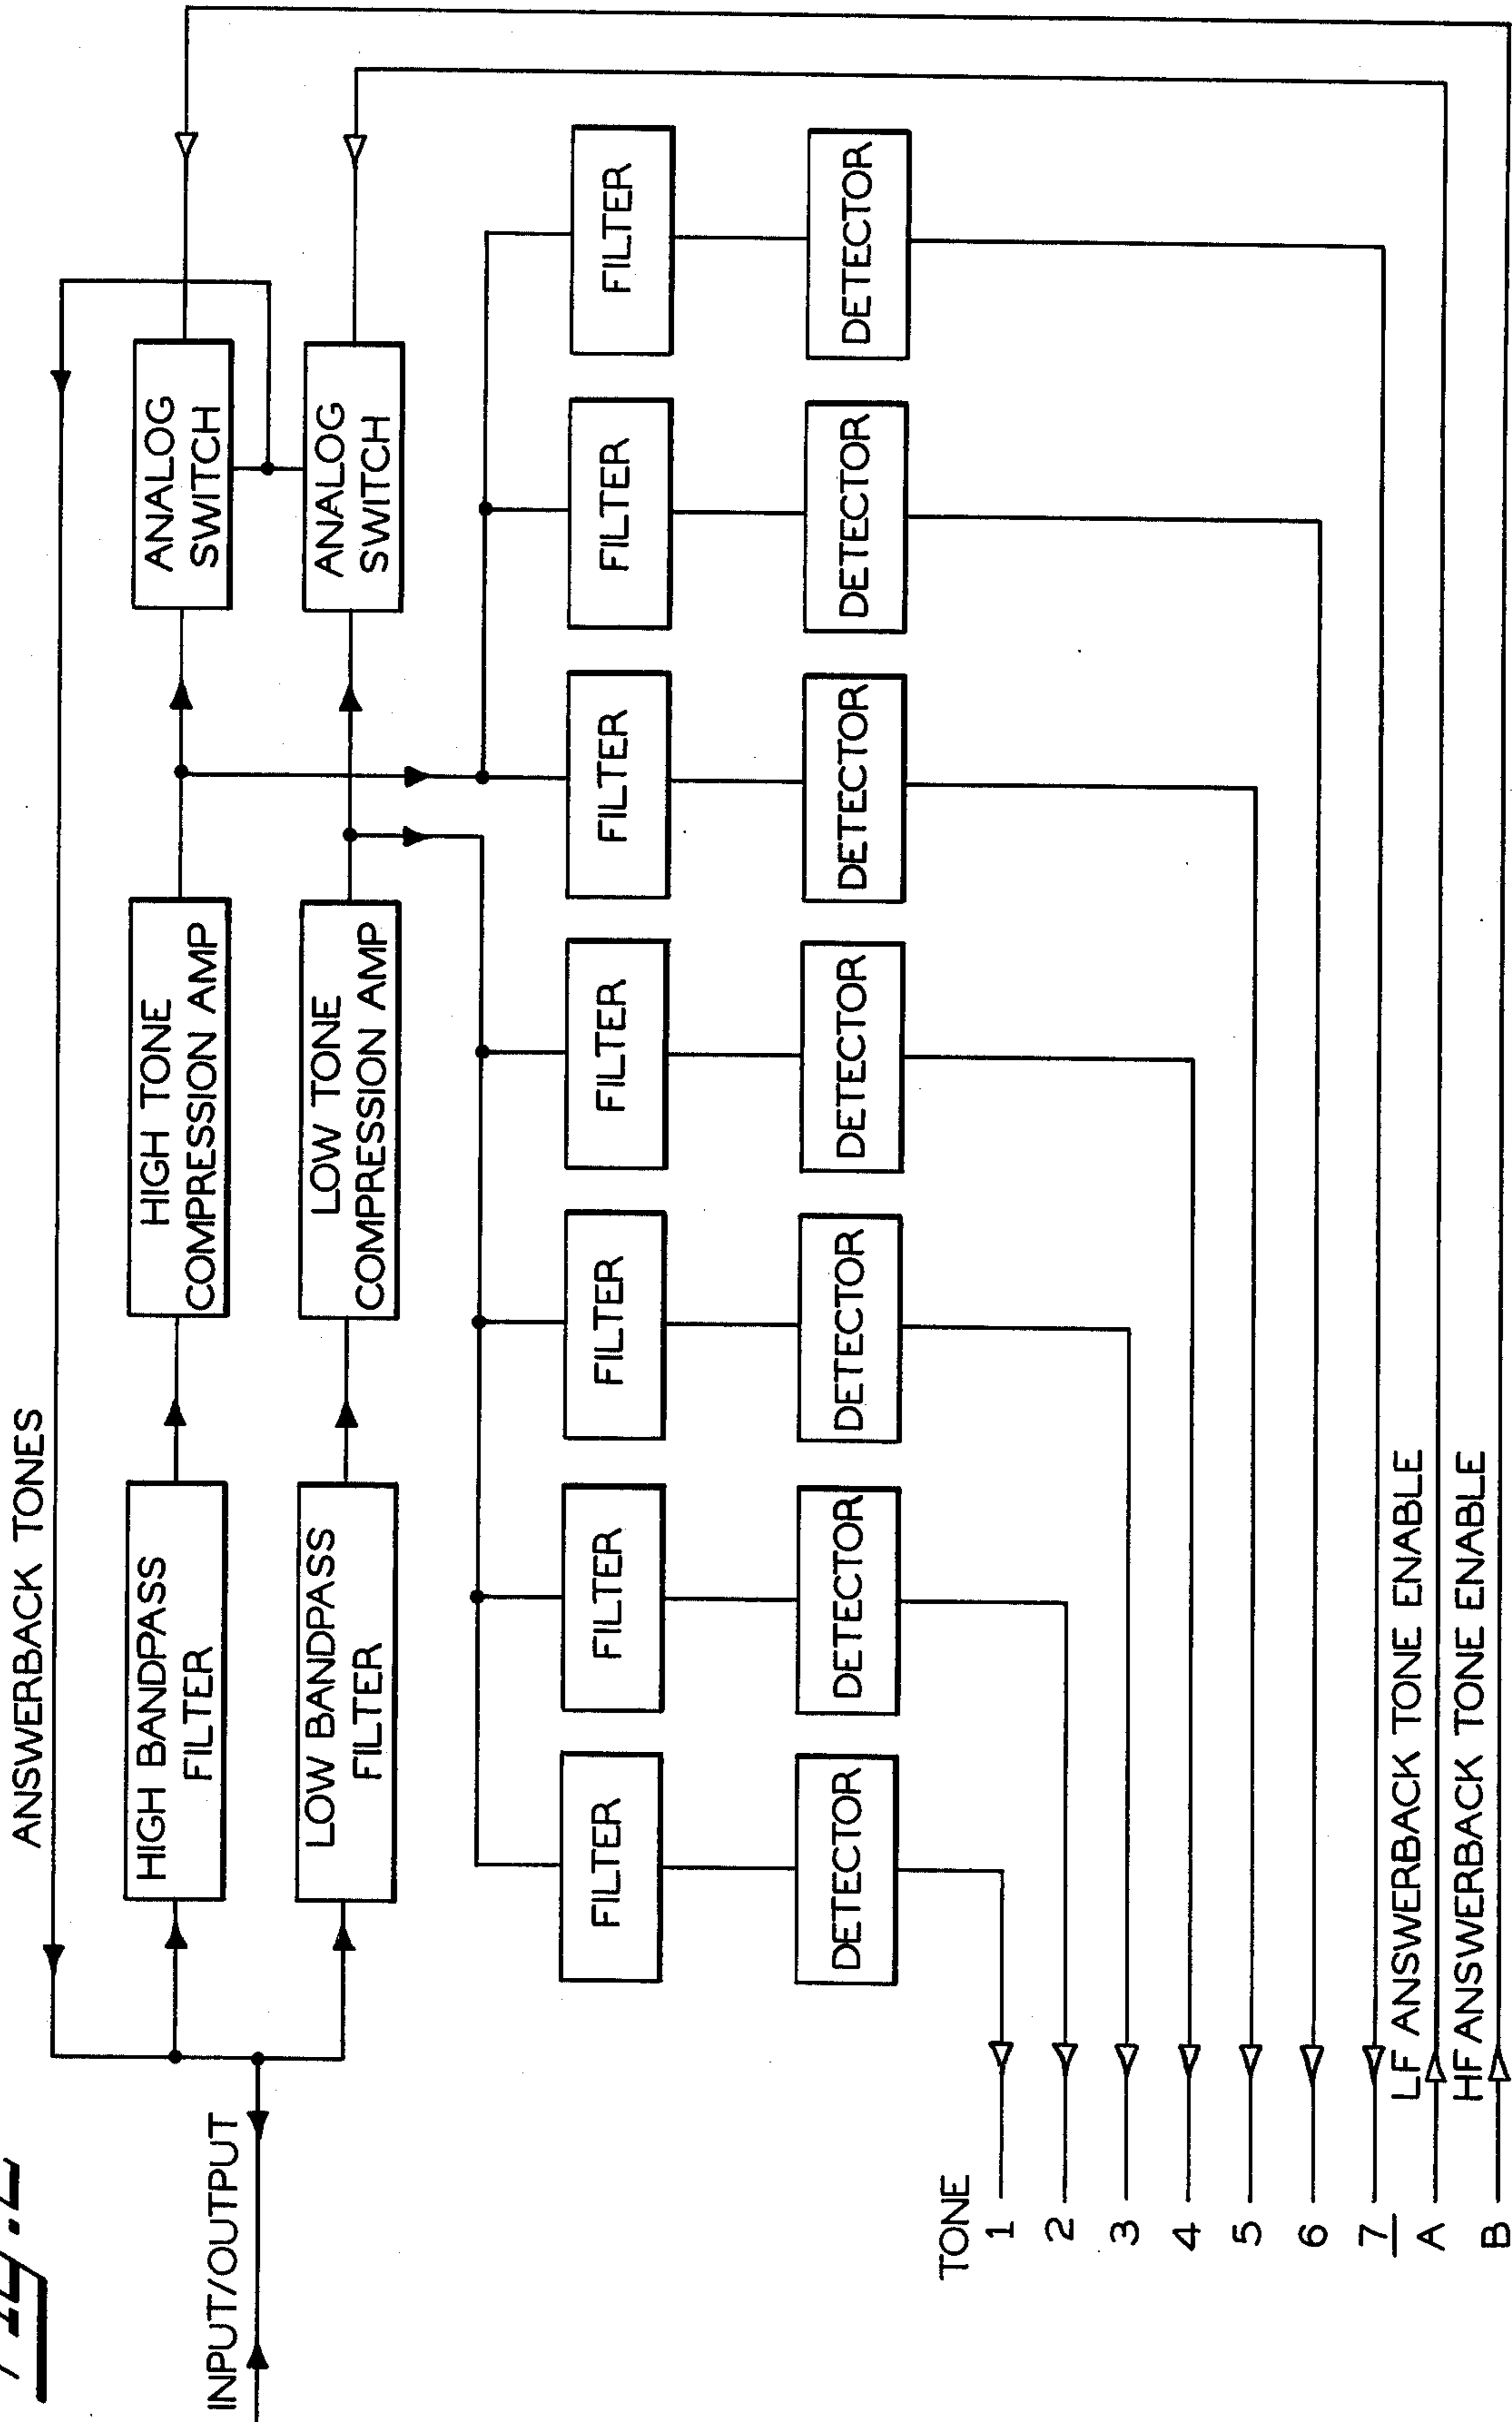 ANSWERBACK TONES
INPUT/OUTPUT
HIGH BANDPASS
FILTER
HIGH TONE
COMPRESSION AMP
ANALOG
SWITCH
LOW BANDPASS
FILTER
LOW TONE
COMPRESSION AMP
ANALOG
SWITCH
FILTER
FILTER
FILTER
FILTER
FILTER
FILTER
FILTER
DETECTOR
DETECTOR
DETECTOR
DETECTOR
DETECTOR
DETECTOR
DETECTOR
TONE
1
2
3
4
5
6
7
LF ANSWERBACK TONE ENABLE
A
HF ANSWERBACK TONE ENABLE
B